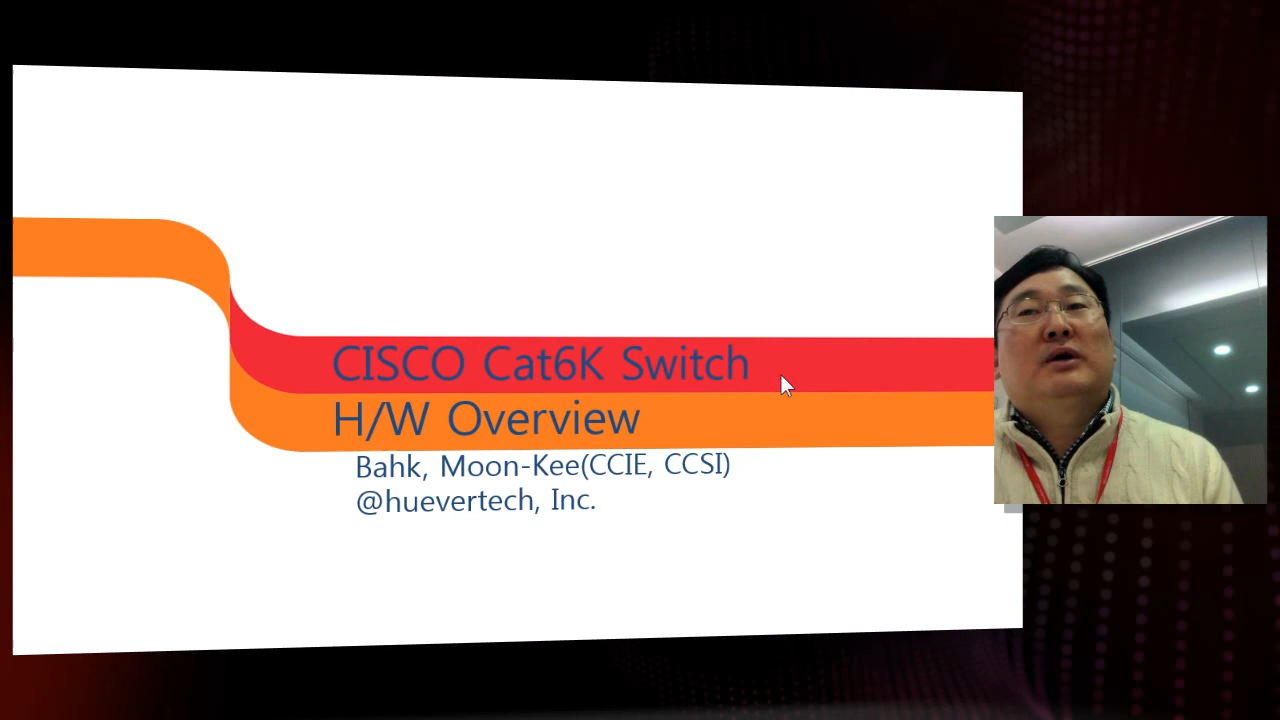 CISCO Cat6K Switch
H/W Overview
Bahk, Moon-Kee(CCIE, CCSI)
@huevertech, Inc.